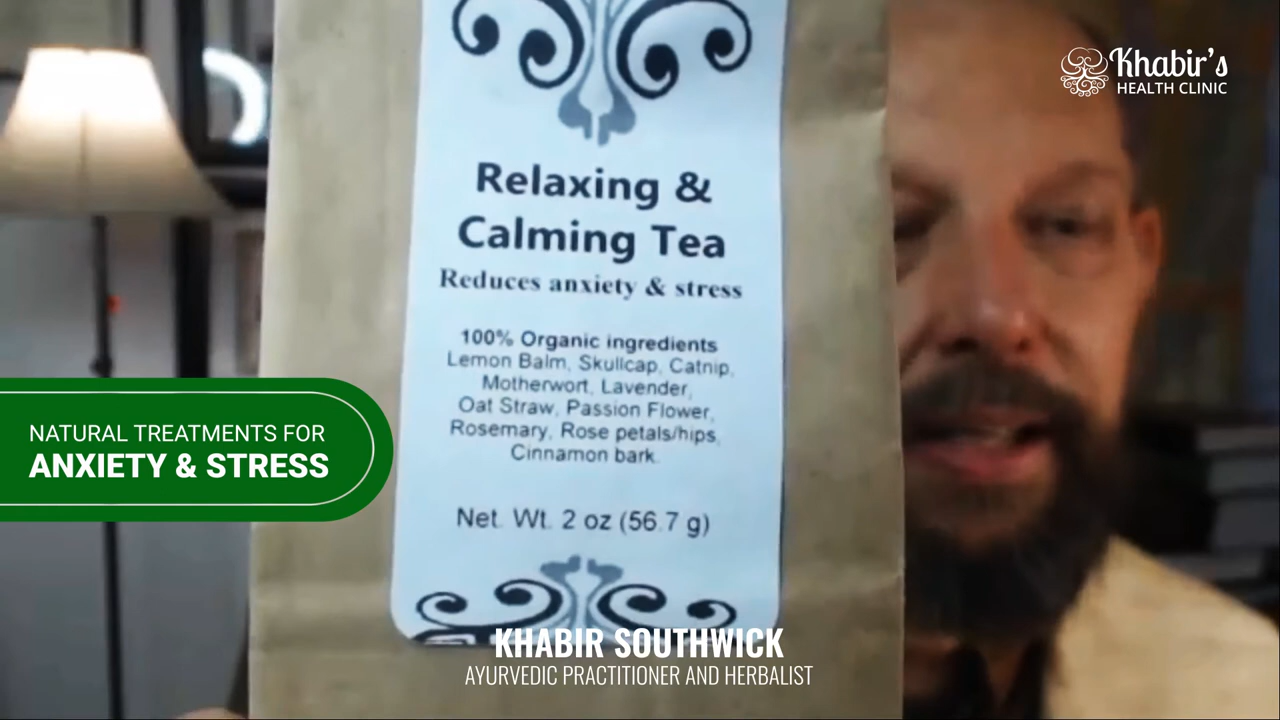 Khabir's
HEALTH CLINIC
Relaxing &
Calming Tea
Reduces anxiety & stress
100% Organic ingredients
Lemon Balm, Skullcap, Catnip,
Motherwort, Lavender,
Oat Straw, Passion Flower,
Rosemary, Rose petals/hips,
Cinnamon bark.
Net. Wt. 2 oz (56.7 g)
NATURAL TREATMENTS FOR
ANXIETY & STRESS
KHABIR SOUTHWICK
AYURVEDIC PRACTITIONER AND HERBALIST